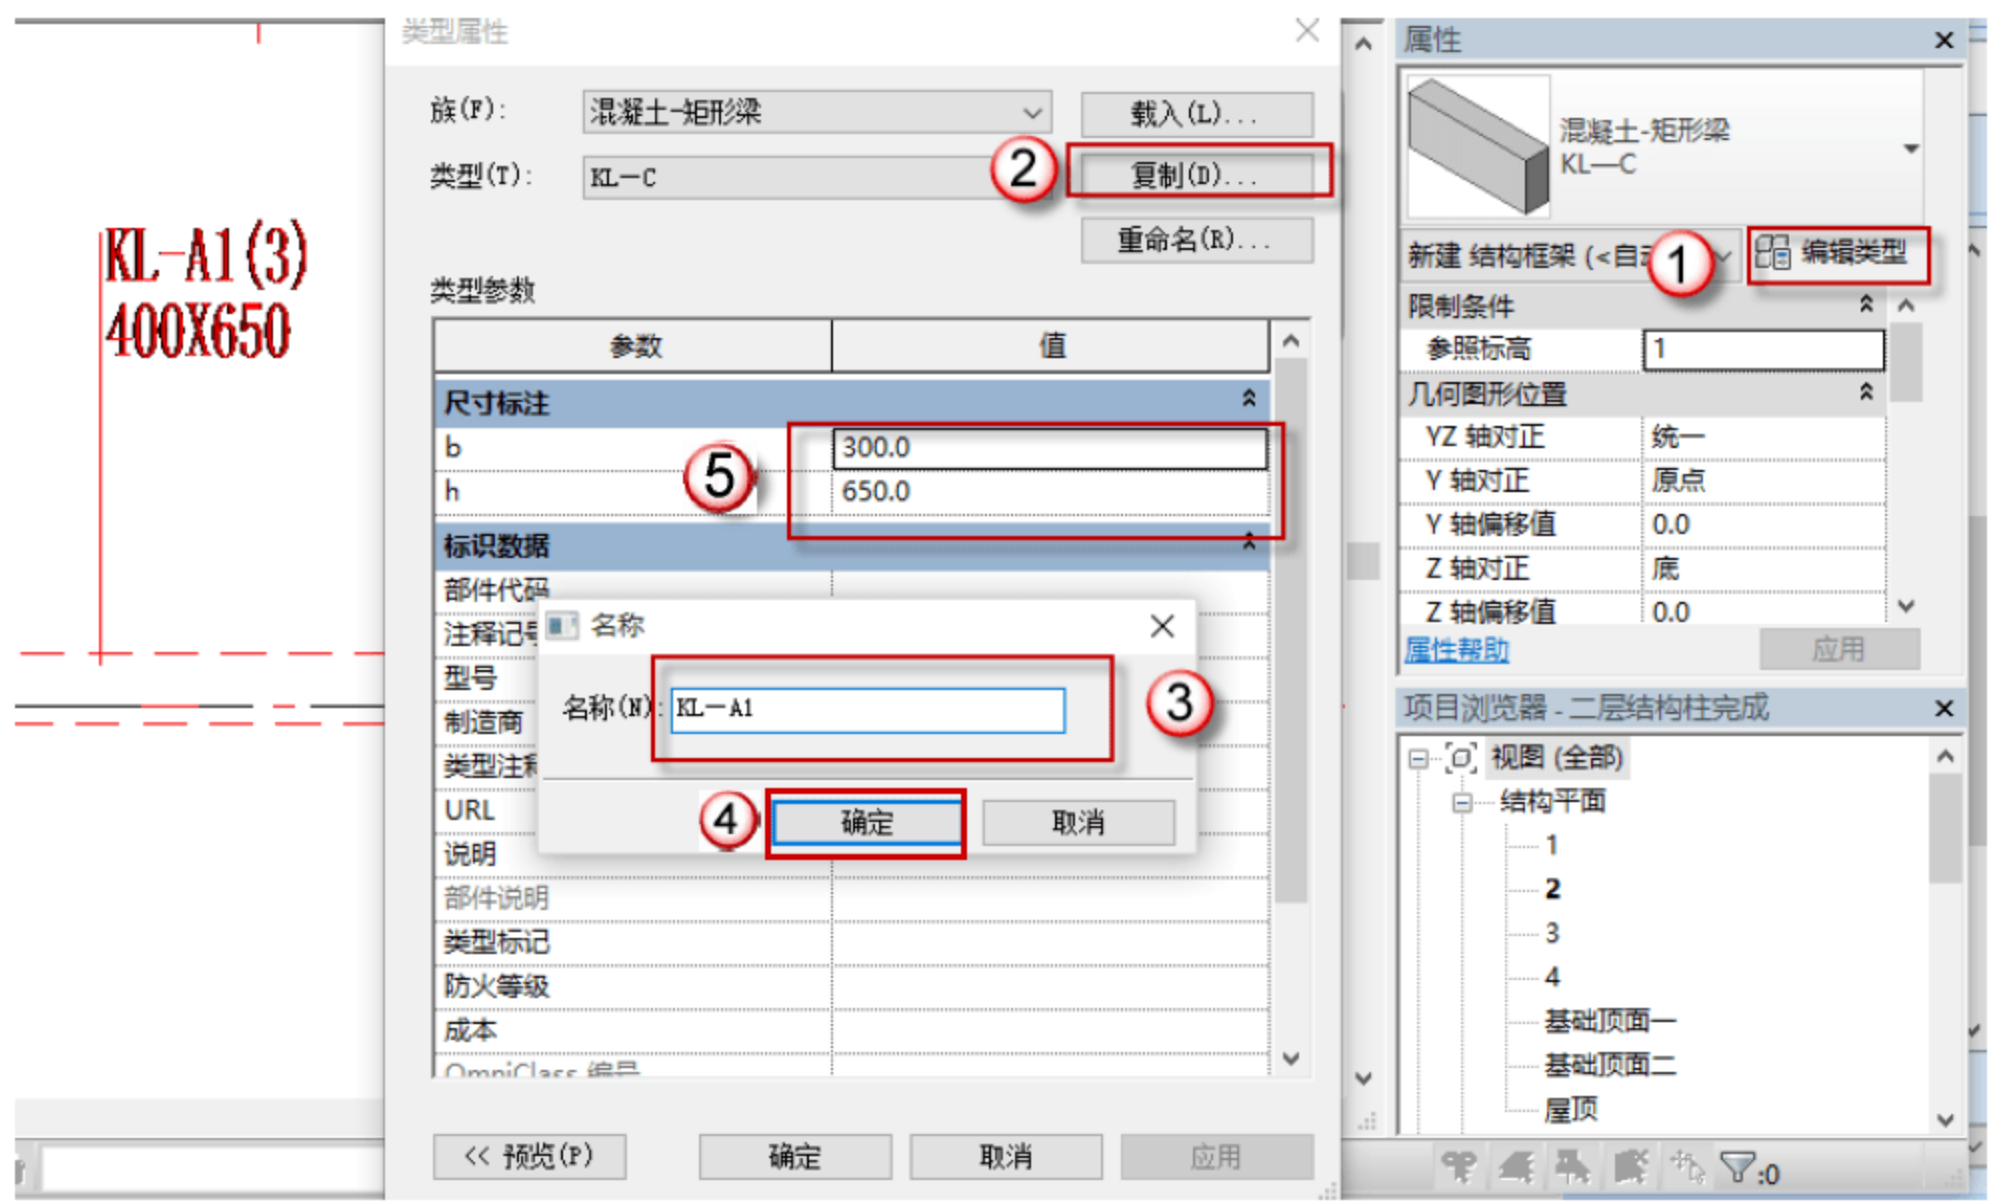 KL-A1(3)
400X650
类型属性
族(F):
混凝土-矩形梁
载入(L)...
类型(T):
KL—C
2
复制(D)...
重命名(R)...
类型参数
参数
值
尺寸标注
b
300.0
5
h
650.0
标识数据
部件代码
注释记号
型号
制造商
类型注释
URL
说明
部件说明
类型标记
防火等级
成本
OmniClass 编号
名称
名称(N):
KL—A1
3
4
确定
取消
<< 预览(P)
确定
取消
应用
属性
混凝土-矩形梁
KL—C
新建 结构框架 (<自动
1
编辑类型
限制条件
参照标高
1
几何图形位置
YZ 轴对正
统一
Y 轴对正
原点
Y 轴偏移值
0.0
Z 轴对正
底
Z 轴偏移值
0.0
属性帮助
应用
项目浏览器 - 二层结构柱完成
视图 (全部)
结构平面
1
2
3
4
基础顶面一
基础顶面二
屋顶
:0